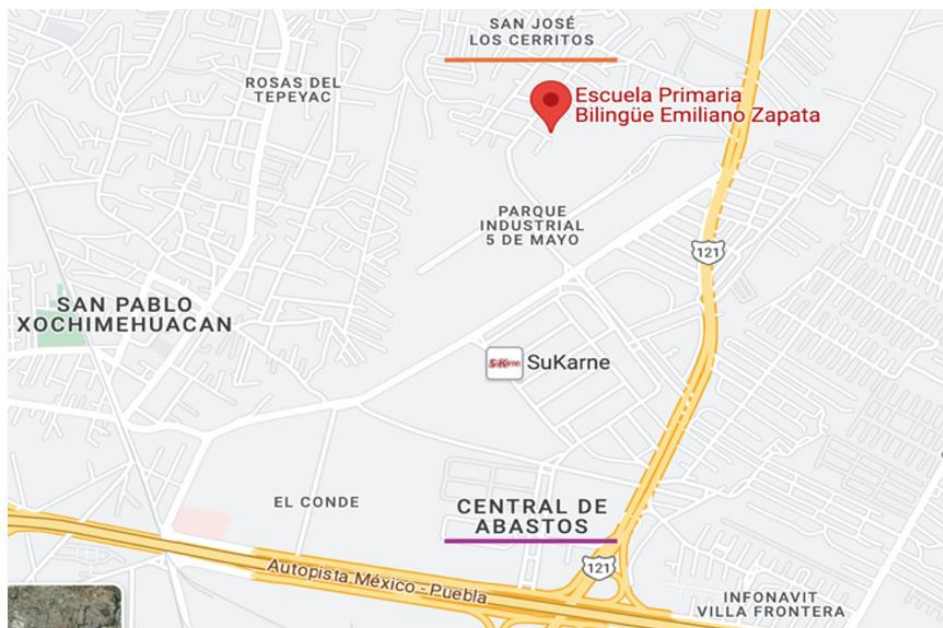 SAN JOSÉ
LOS CERRITOS
ROSAS DEL
TEPEYAC
Escuela Primaria
Bilingüe Emiliano Zapata
PARQUE
INDUSTRIAL
5 DE MAYO
121
SAN PABLO
XOCHIMEHUACAN
SuKarne
SuKarne
EL CONDE
CENTRAL DE
ABASTOS
121
Autopista México - Puebla
INFONAVIT
VILLA FRONTERA